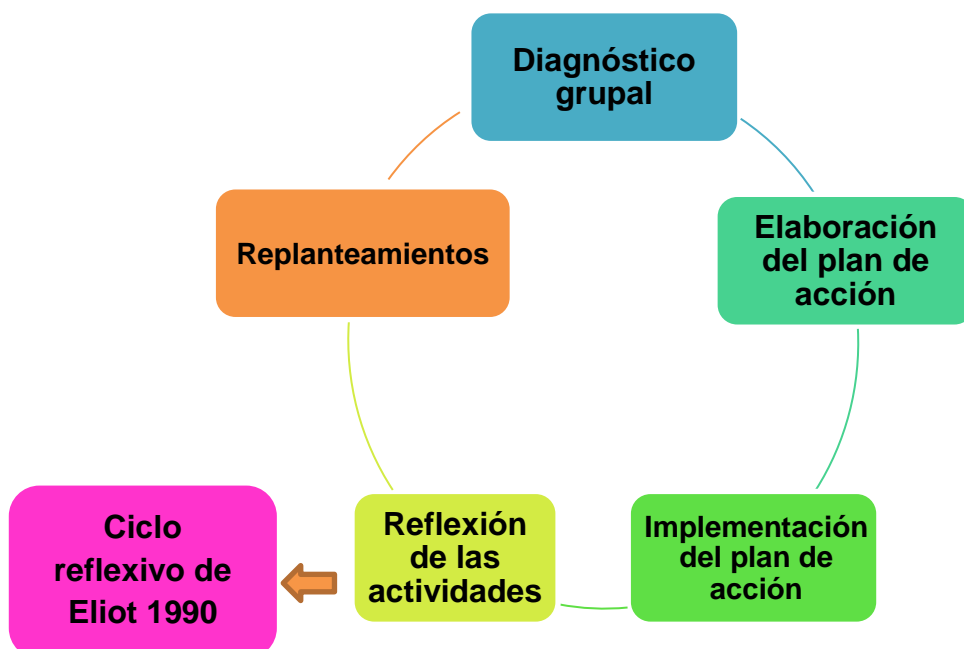 Diagnóstico
grupal
Elaboración
del plan de
acción
Implementación
del plan de
acción
Reflexión
de las
actividades
Replanteamientos
Ciclo
reflexivo de
Eliot 1990